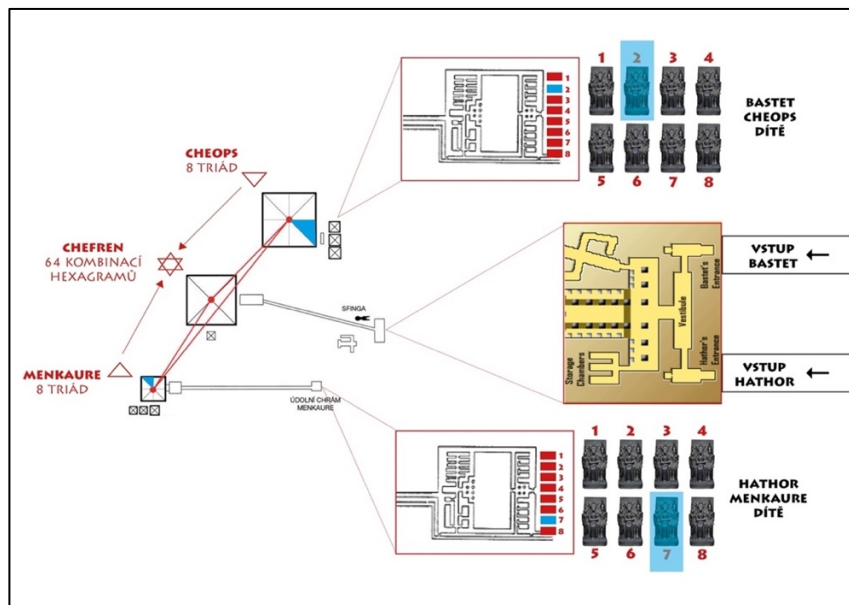 CHEOPS
8 TRIÁD
CHEFREN
64 KOMBINACÍ
HEXAGRAMŮ
MENKAURE
8 TRIÁD
SFINGA
ÚDOLNÍ CHRÁM
MENKAURE
1
2
3
4
5
6
7
8
1 2 3 4
5 6 7 8
BASTET
CHEOPS
DÍTĚ
Bastet's
Entrance
Vestibule
Hather's
Entrance
Storage
Chambers
VSTUP
BASTET
VSTUP
HATHOR
1
2
3
4
5
6
7
8
1 2 3 4
5 6 7 8
HATHOR
MENKAURE
DÍTĚ